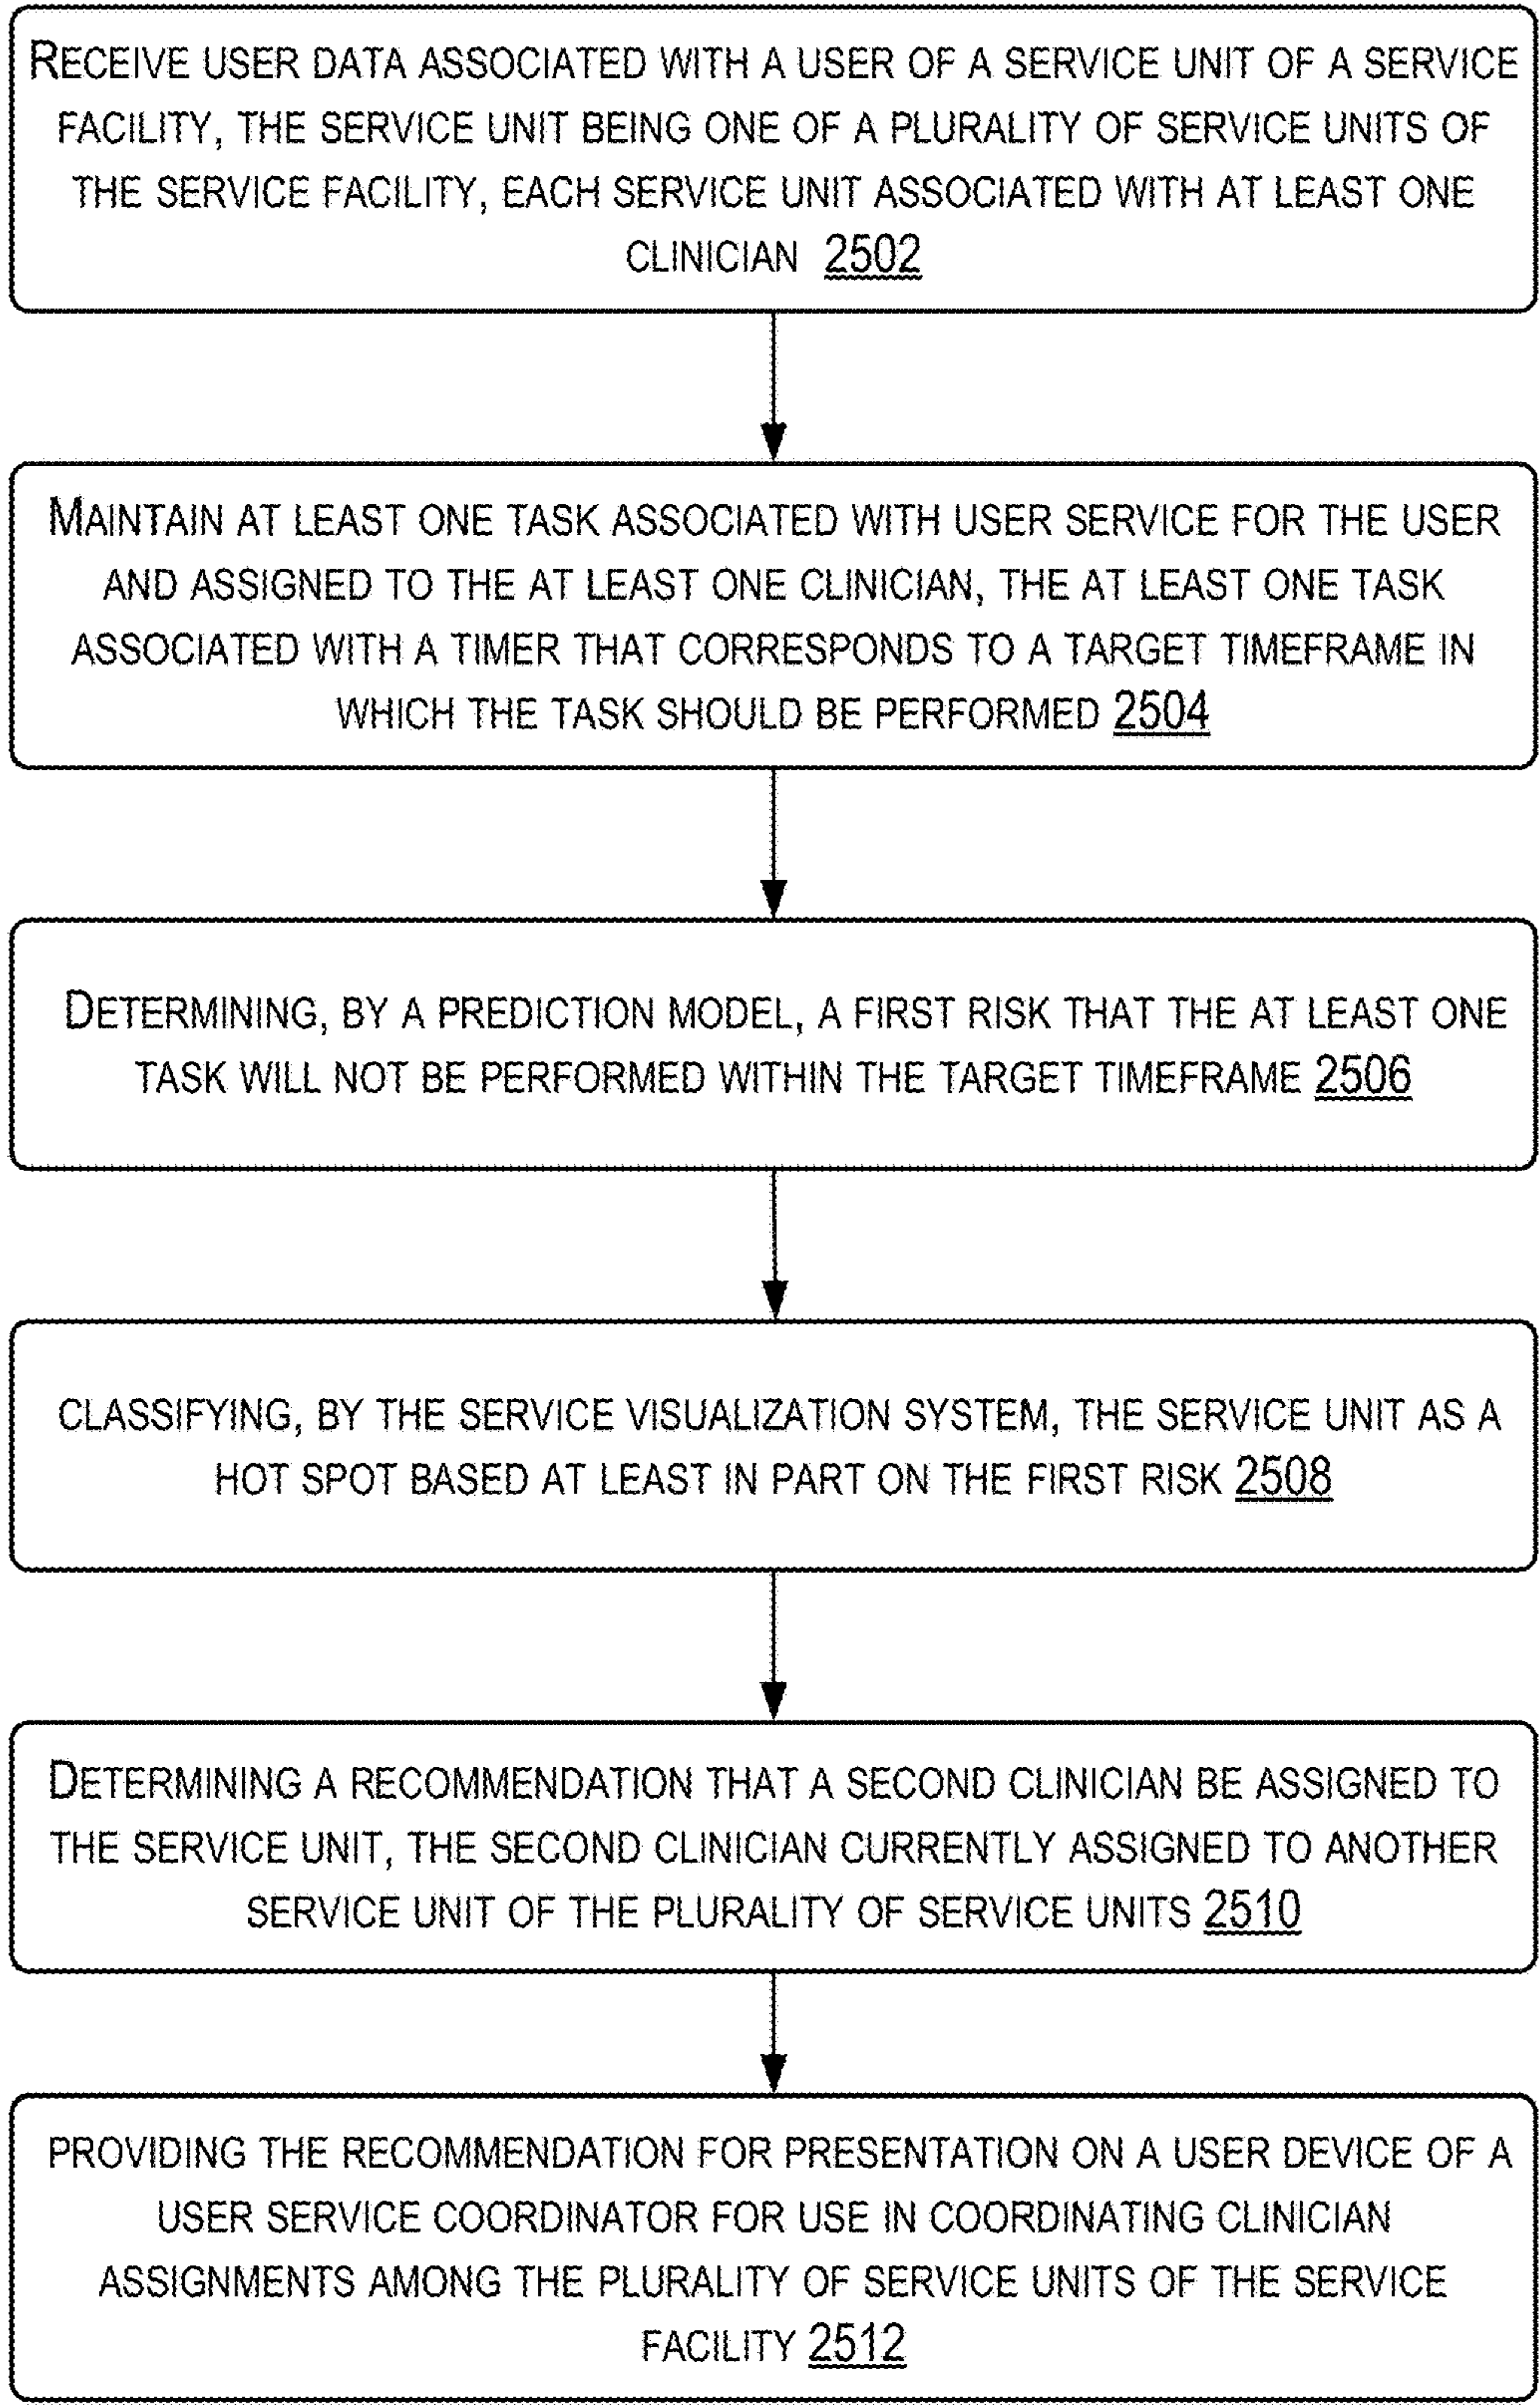 RECEIVE USER DATA ASSOCIATED WITH A USER OF A SERVICE UNIT OF A SERVICE
FACILITY, THE SERVICE UNIT BEING ONE OF A PLURALITY OF SERVICE UNITS OF
THE SERVICE FACILITY, EACH SERVICE UNIT ASSOCIATED WITH AT LEAST ONE
CLINICIAN 2502
MAINTAIN AT LEAST ONE TASK ASSOCIATED WITH USER SERVICE FOR THE USER
AND ASSIGNED TO THE AT LEAST ONE CLINICIAN, THE AT LEAST ONE TASK
ASSOCIATED WITH A TIMER THAT CORRESPONDS TO A TARGET TIMEFRAME IN
WHICH THE TASK SHOULD BE PERFORMED 2504
DETERMINING, BY A PREDICTION MODEL, A FIRST RISK THAT THE AT LEAST ONE
TASK WILL NOT BE PERFORMED WITHIN THE TARGET TIMEFRAME 2506
CLASSIFYING, BY THE SERVICE VISUALIZATION SYSTEM, THE SERVICE UNIT AS A
HOT SPOT BASED AT LEAST IN PART ON THE FIRST RISK 2508
DETERMINING A RECOMMENDATION THAT A SECOND CLINICIAN BE ASSIGNED TO
THE SERVICE UNIT, THE SECOND CLINICIAN CURRENTLY ASSIGNED TO ANOTHER
SERVICE UNIT OF THE PLURALITY OF SERVICE UNITS 2510
PROVIDING THE RECOMMENDATION FOR PRESENTATION ON A USER DEVICE OF A
USER SERVICE COORDINATOR FOR USE IN COORDINATING CLINICIAN
ASSIGNMENTS AMONG THE PLURALITY OF SERVICE UNITS OF THE SERVICE
FACILITY 2512